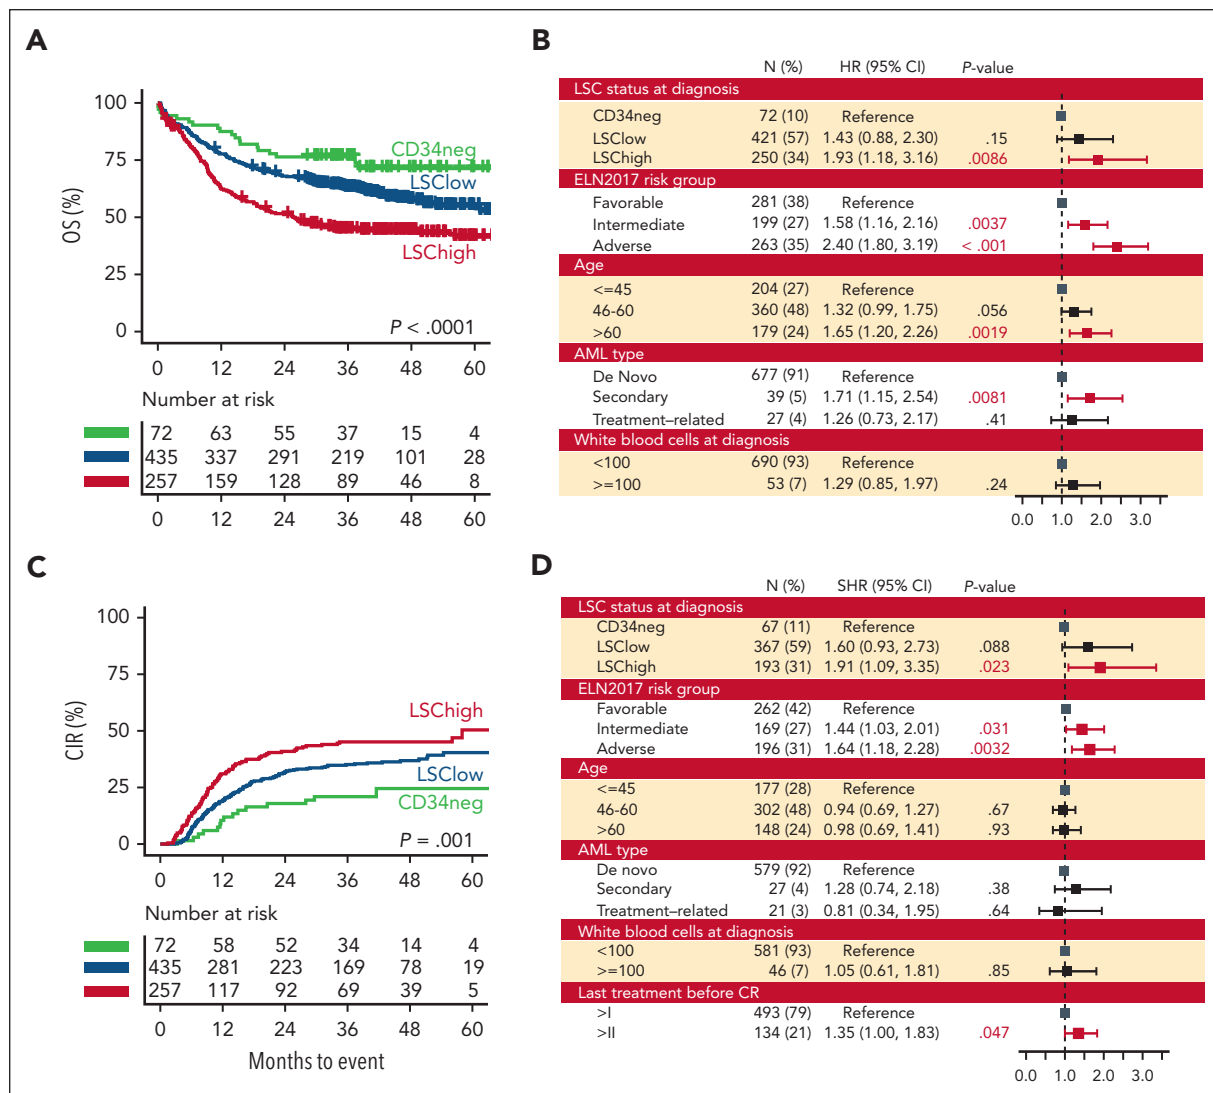 A
100
75
50
25
0
OS (%)
CD34neg
LSClow
LSChigh
P < .0001
0 12 24 36 48 60
Number at risk
72 63 55 37 15 4
435 337 291 219 101 28
257 159 128 89 46 8
0 12 24 36 48 60
B
N (%) HR (95% CI) P-value
LSC status at diagnosis
CD34neg 72 (10) Reference
LSClow 421 (57) 1.43 (0.88, 2.30) .15
LSChigh 250 (34) 1.93 (1.18, 3.16) .0086
ELN2017 risk group
Favorable 281 (38) Reference
Intermediate 199 (27) 1.58 (1.16, 2.16) .0037
Adverse 263 (35) 2.40 (1.80, 3.19) < .001
Age
<=45 204 (27) Reference
46-60 360 (48) 1.32 (0.99, 1.75) .056
>60 179 (24) 1.65 (1.20, 2.26) .0019
AML type
De Novo 677 (91) Reference
Secondary 39 (5) 1.71 (1.15, 2.54) .0081
Treatment–related 27 (4) 1.26 (0.73, 2.17) .41
White blood cells at diagnosis
<100 690 (93) Reference
>=100 53 (7) 1.29 (0.85, 1.97) .24
0.0 1.0 2.0 3.0
C
100
75
50
25
0
CIR (%)
LSChigh
LSClow
CD34neg
P = .001
0 12 24 36 48 60
Number at risk
72 58 52 34 14 4
435 281 223 169 78 19
257 117 92 69 39 5
0 12 24 36 48 60
Months to event
D
N (%) SHR (95% CI) P-value
LSC status at diagnosis
CD34neg 67 (11) Reference
LSClow 367 (59) 1.60 (0.93, 2.73) .088
LSChigh 193 (31) 1.91 (1.09, 3.35) .023
ELN2017 risk group
Favorable 262 (42) Reference
Intermediate 169 (27) 1.44 (1.03, 2.01) .031
Adverse 196 (31) 1.64 (1.18, 2.28) .0032
Age
<=45 177 (28) Reference
46-60 302 (48) 0.94 (0.69, 1.27) .67
>60 148 (24) 0.98 (0.69, 1.41) .93
AML type
De novo 579 (92) Reference
Secondary 27 (4) 1.28 (0.74, 2.18) .38
Treatment–related 21 (3) 0.81 (0.34, 1.95) .64
White blood cells at diagnosis
<100 581 (93) Reference
>=100 46 (7) 1.05 (0.61, 1.81) .85
Last treatment before CR
>I 493 (79) Reference
>II 134 (21) 1.35 (1.00, 1.83) .047
0.0 1.0 2.0 3.0